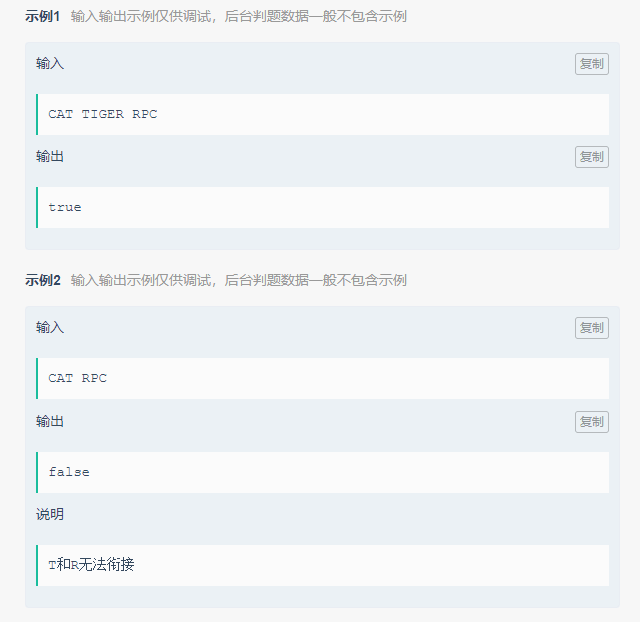 示例1 输入输出示例仅供调试，后台判题数据一般不包含示例
输入
复制
CAT TIGER RPC
输出
复制
true
示例2 输入输出示例仅供调试，后台判题数据一般不包含示例
输入
复制
CAT RPC
输出
复制
false
说明
T和R无法衔接